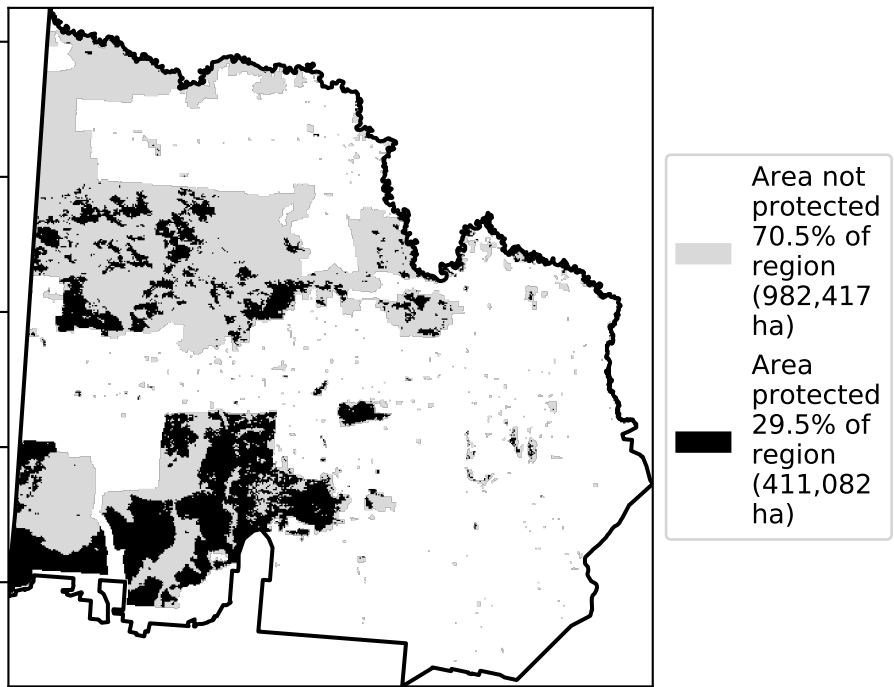 Area not
protected
70.5% of
region
(982,417
ha)
Area
protected
29.5% of
region
(411,082
ha)